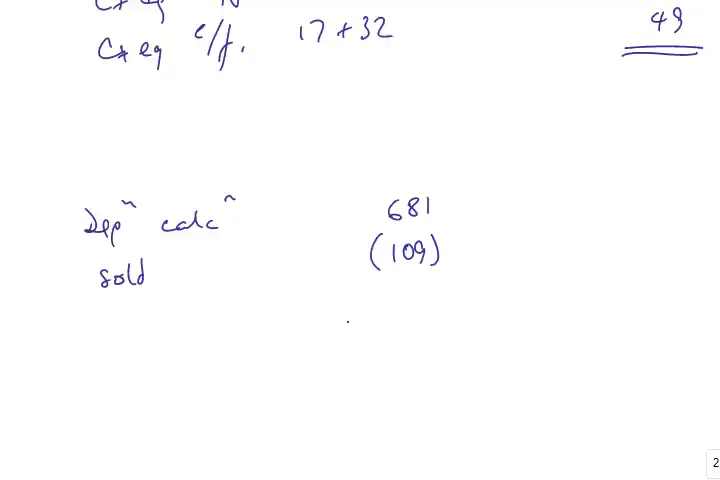 C+ eq c/f. 17 + 32 49
Depⁿ calcⁿ 681
sold (109)
2